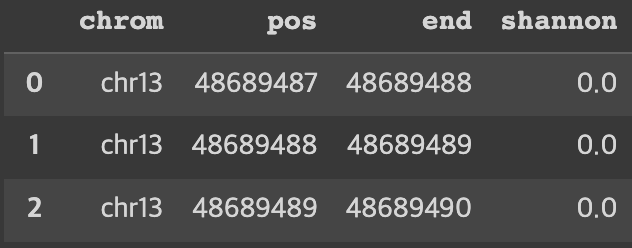 chrom pos end shannon
0 chr13 48689487 48689488 0.0
1 chr13 48689488 48689489 0.0
2 chr13 48689489 48689490 0.0